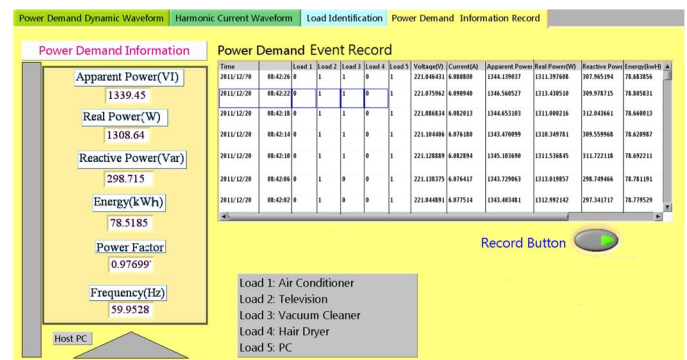 Power Demand Dynamic Waveform Harmonic Current Waveform Load Identification Power Demand Information Record
Power Demand Information
Apparent Power(VI)
1339.45
Real Power(W)
1308.64
Reactive Power(Var)
298.715
Energy(kWh)
78.5185
Power Factor
0.97699
Frequency(Hz)
59.9528
Host PC
Power Demand Event Record
Time Load 1 Load 2 Load 3 Load 4 Load 5 Voltage(V) Current(A) Apparent Power Real Power(W) Reactive Powe Energy(kwH)
2011/12/20 08:42:26 0 1 1 0 1 221.046431 6.080800 1344.139037 1311.397608 307.965194 78.683856
2011/12/20 08:42:22 0 1 1 0 1 221.075962 6.090940 1346.560527 1313.430510 309.978715 78.805831
2011/12/20 08:42:18 0 1 1 0 1 221.086834 6.082013 1344.653103 1311.000216 312.043661 78.660013
2011/12/20 08:42:14 0 1 1 0 1 221.104406 6.076180 1343.470099 1310.349781 309.559968 78.620987
2011/12/20 08:42:10 0 1 1 0 1 221.128889 6.082894 1345.103690 1311.536845 311.722118 78.692211
2011/12/20 08:42:06 0 1 0 0 1 221.138375 6.076417 1343.729063 1313.019857 298.749466 78.781191
2011/12/20 08:42:02 0 1 0 0 1 221.044891 6.077514 1343.403481 1312.992142 297.341717 78.779529
Record Button
Load 1: Air Conditioner
Load 2: Television
Load 3: Vacuum Cleaner
Load 4: Hair Dryer
Load 5: PC